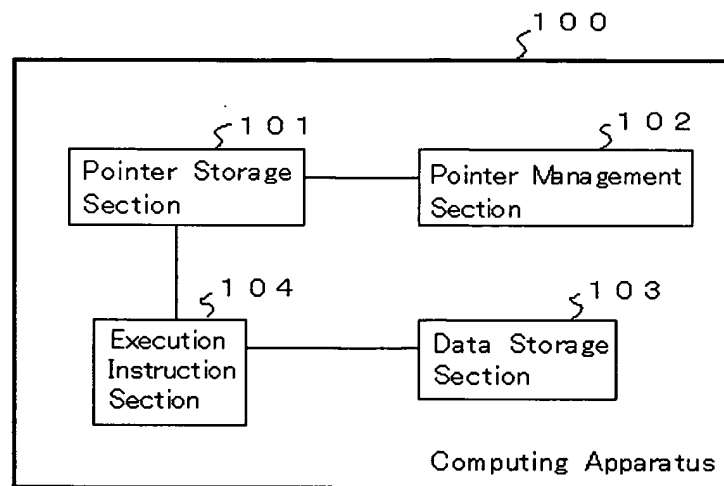 100
101
Pointer Storage
Section
102
Pointer Management
Section
104
Execution
Instruction
Section
103
Data Storage
Section
Computing Apparatus